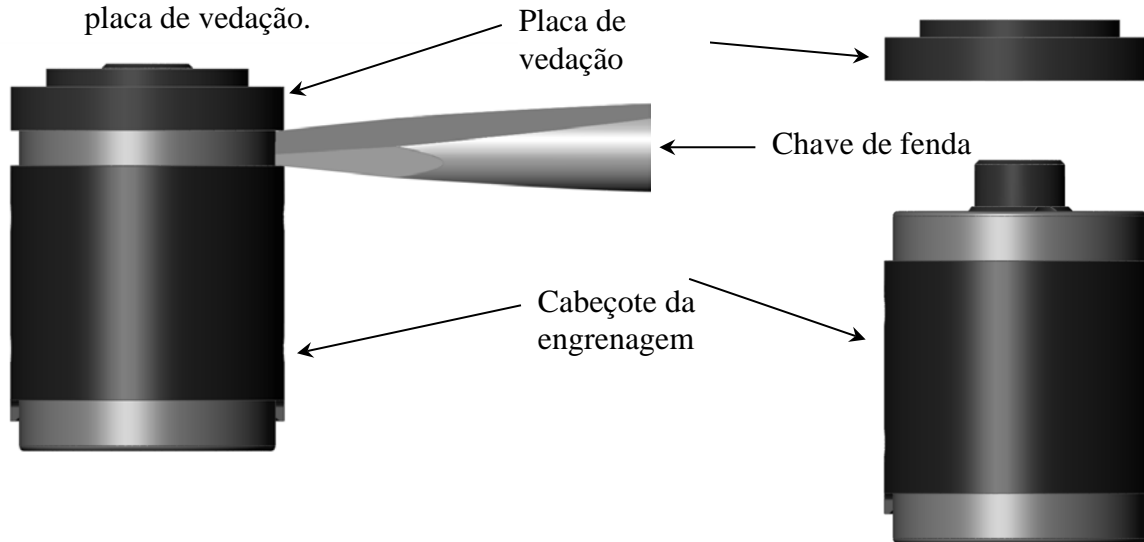 placa de vedação.
Placa de
vedação
Chave de fenda
Cabeçote da
engrenagem